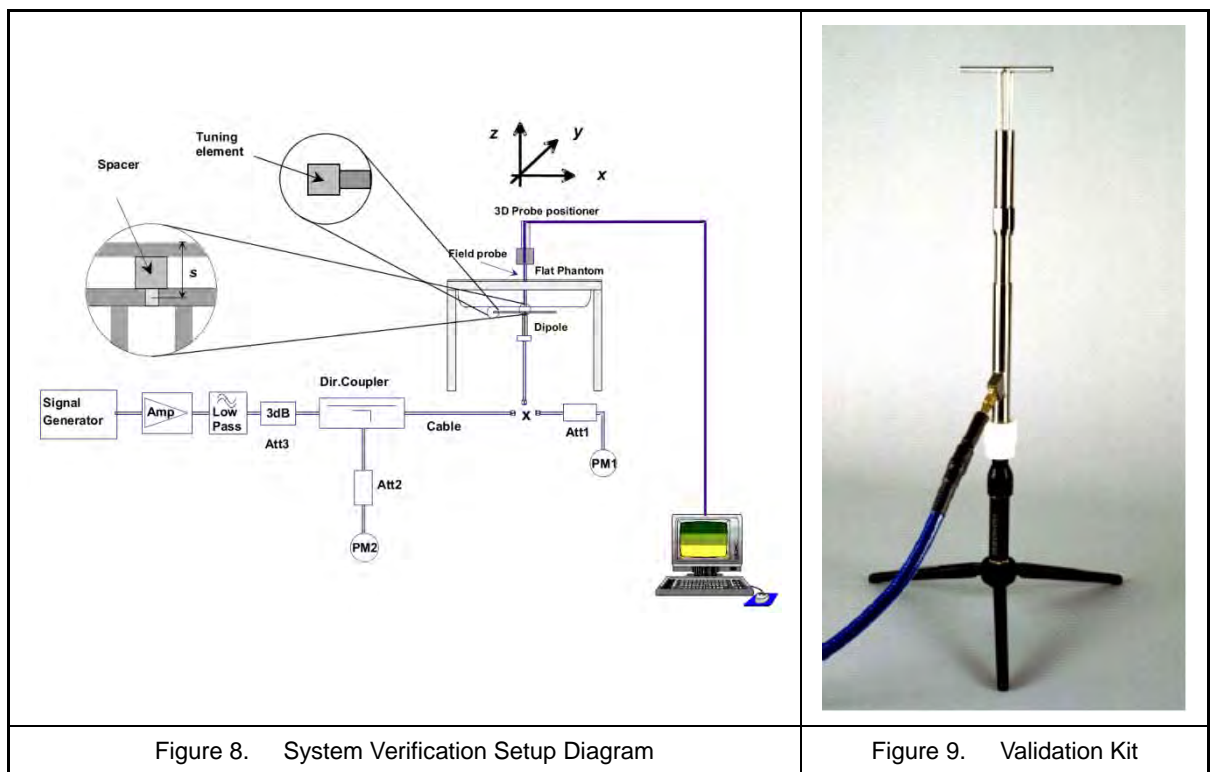 Tuning
element
Spacer
z
y
x
3D Probe positioner
s
Field probe
Flat Phantom
Dipole
Dir.Coupler
Signal
Generator
Amp
Low
Pass
3dB
Att3
Cable
x
Att1
PM1
Att2
PM2
Figure 8. System Verification Setup Diagram
Figure 9. Validation Kit